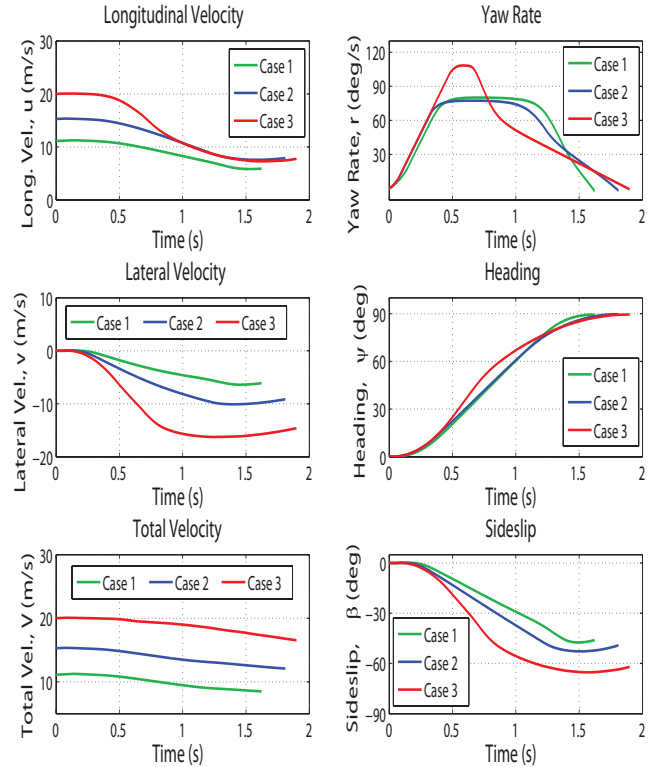 Longitudinal Velocity
Long. Vel., u (m/s)
30
20
10
0
0
0.5
1
1.5
2
Time (s)
Case 1
Case 2
Case 3
Yaw Rate
Yaw Rate, r (deg/s)
120
90
60
30
0
0.5
1
1.5
2
Time (s)
Case 1
Case 2
Case 3
Lateral Velocity
Lateral Vel., v (m/s)
10
0
−10
−20
0
0.5
1
1.5
2
Time (s)
Case 1
Case 2
Case 3
Heading
Heading, ψ (deg)
90
60
30
0
0
0.5
1
1.5
2
Time (s)
Case 1
Case 2
Case 3
Total Velocity
Total Vel., V (m/s)
30
20
10
0
0.5
1
1.5
2
Time (s)
Case 1
Case 2
Case 3
Sideslip
Sideslip, β (deg)
0
−30
−60
−90
0
0.5
1
1.5
2
Time (s)
Case 1
Case 2
Case 3